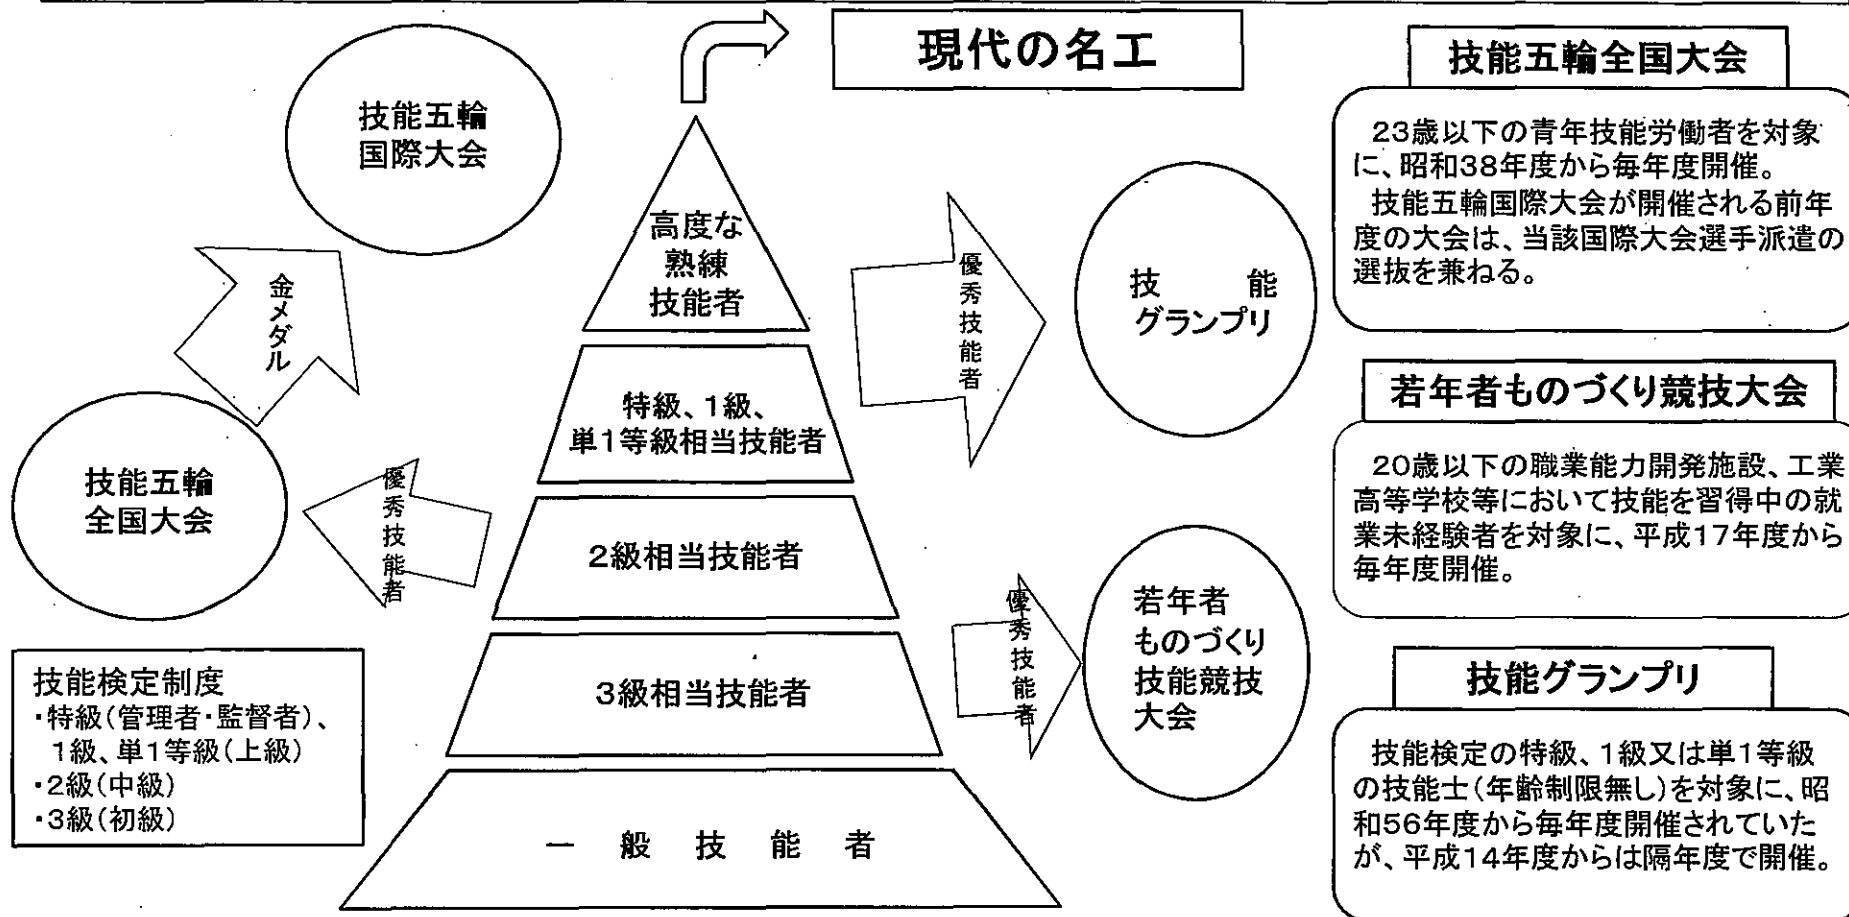 現代の名工
技能五輪
国際大会
高度な
熟練
技能者
金メダル
優秀技能者
技　　能
グランプリ
特級、1級、
単1等級相当技能者
技能五輪
全国大会
優秀技能者
2級相当技能者
優秀技能者
若年者
ものづくり
技能競技
大会
3級相当技能者
一　般　技　能　者
技能検定制度
・特級(管理者・監督者)、
1級、単1等級(上級)
・2級(中級)
・3級(初級)
技能五輪全国大会
23歳以下の青年技能労働者を対象
に、昭和38年度から毎年度開催。
技能五輪国際大会が開催される前年
度の大会は、当該国際大会選手派遣の
選抜を兼ねる。
若年者ものづくり競技大会
20歳以下の職業能力開発施設、工業
高等学校等において技能を習得中の就
業未経験者を対象に、平成17年度から
毎年度開催。
技能グランプリ
技能検定の特級、1級又は単1等級
の技能士(年齢制限無し)を対象に、昭
和56年度から毎年度開催されていた
が、平成14年度からは隔年度で開催。